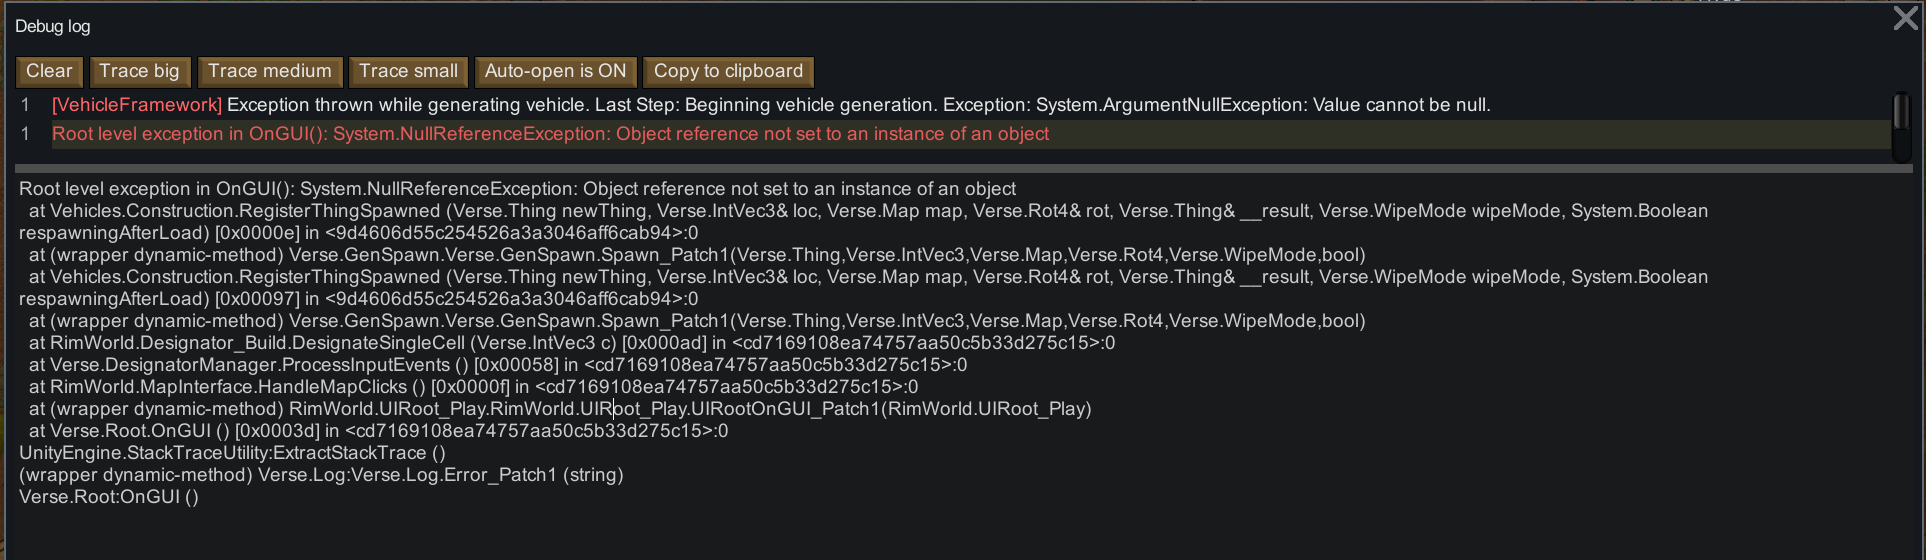 Debug log
Clear Trace big Trace medium Trace small Auto-open is ON Copy to clipboard
1 [VehicleFramework] Exception thrown while generating vehicle. Last Step: Beginning vehicle generation. Exception: System.ArgumentNullException: Value cannot be null.
1 Root level exception in OnGUI(): System.NullReferenceException: Object reference not set to an instance of an object
Root level exception in OnGUI(): System.NullReferenceException: Object reference not set to an instance of an object
at Vehicles.Construction.RegisterThingSpawned (Verse.Thing newThing, Verse.IntVec3& loc, Verse.Map map, Verse.Rot4& rot, Verse.Thing& __result, Verse.WipeMode wipeMode, System.Boolean
respawningAfterLoad) [0x0000e] in <9d4606d55c254526a3a3046aff6cab94>:0
at (wrapper dynamic-method) Verse.GenSpawn.Verse.GenSpawn.Spawn_Patch1(Verse.Thing,Verse.IntVec3,Verse.Map,Verse.Rot4,Verse.WipeMode,bool)
at Vehicles.Construction.RegisterThingSpawned (Verse.Thing newThing, Verse.IntVec3& loc, Verse.Map map, Verse.Rot4& rot, Verse.Thing& __result, Verse.WipeMode wipeMode, System.Boolean
respawningAfterLoad) [0x00097] in <9d4606d55c254526a3a3046aff6cab94>:0
at (wrapper dynamic-method) Verse.GenSpawn.Verse.GenSpawn.Spawn_Patch1(Verse.Thing,Verse.IntVec3,Verse.Map,Verse.Rot4,Verse.WipeMode,bool)
at RimWorld.Designator_Build.DesignateSingleCell (Verse.IntVec3 c) [0x000ad] in <cd7169108ea74757aa50c5b33d275c15>:0
at Verse.DesignatorManager.ProcessInputEvents () [0x00058] in <cd7169108ea74757aa50c5b33d275c15>:0
at RimWorld.MapInterface.HandleMapClicks () [0x0000f] in <cd7169108ea74757aa50c5b33d275c15>:0
at (wrapper dynamic-method) RimWorld.UIRoot_Play.RimWorld.UIRoot_Play.UIRootOnGUI_Patch1(RimWorld.UIRoot_Play)
at Verse.Root.OnGUI () [0x0003d] in <cd7169108ea74757aa50c5b33d275c15>:0
UnityEngine.StackTraceUtility:ExtractStackTrace ()
(wrapper dynamic-method) Verse.Log:Verse.Log.Error_Patch1 (string)
Verse.Root:OnGUI ()